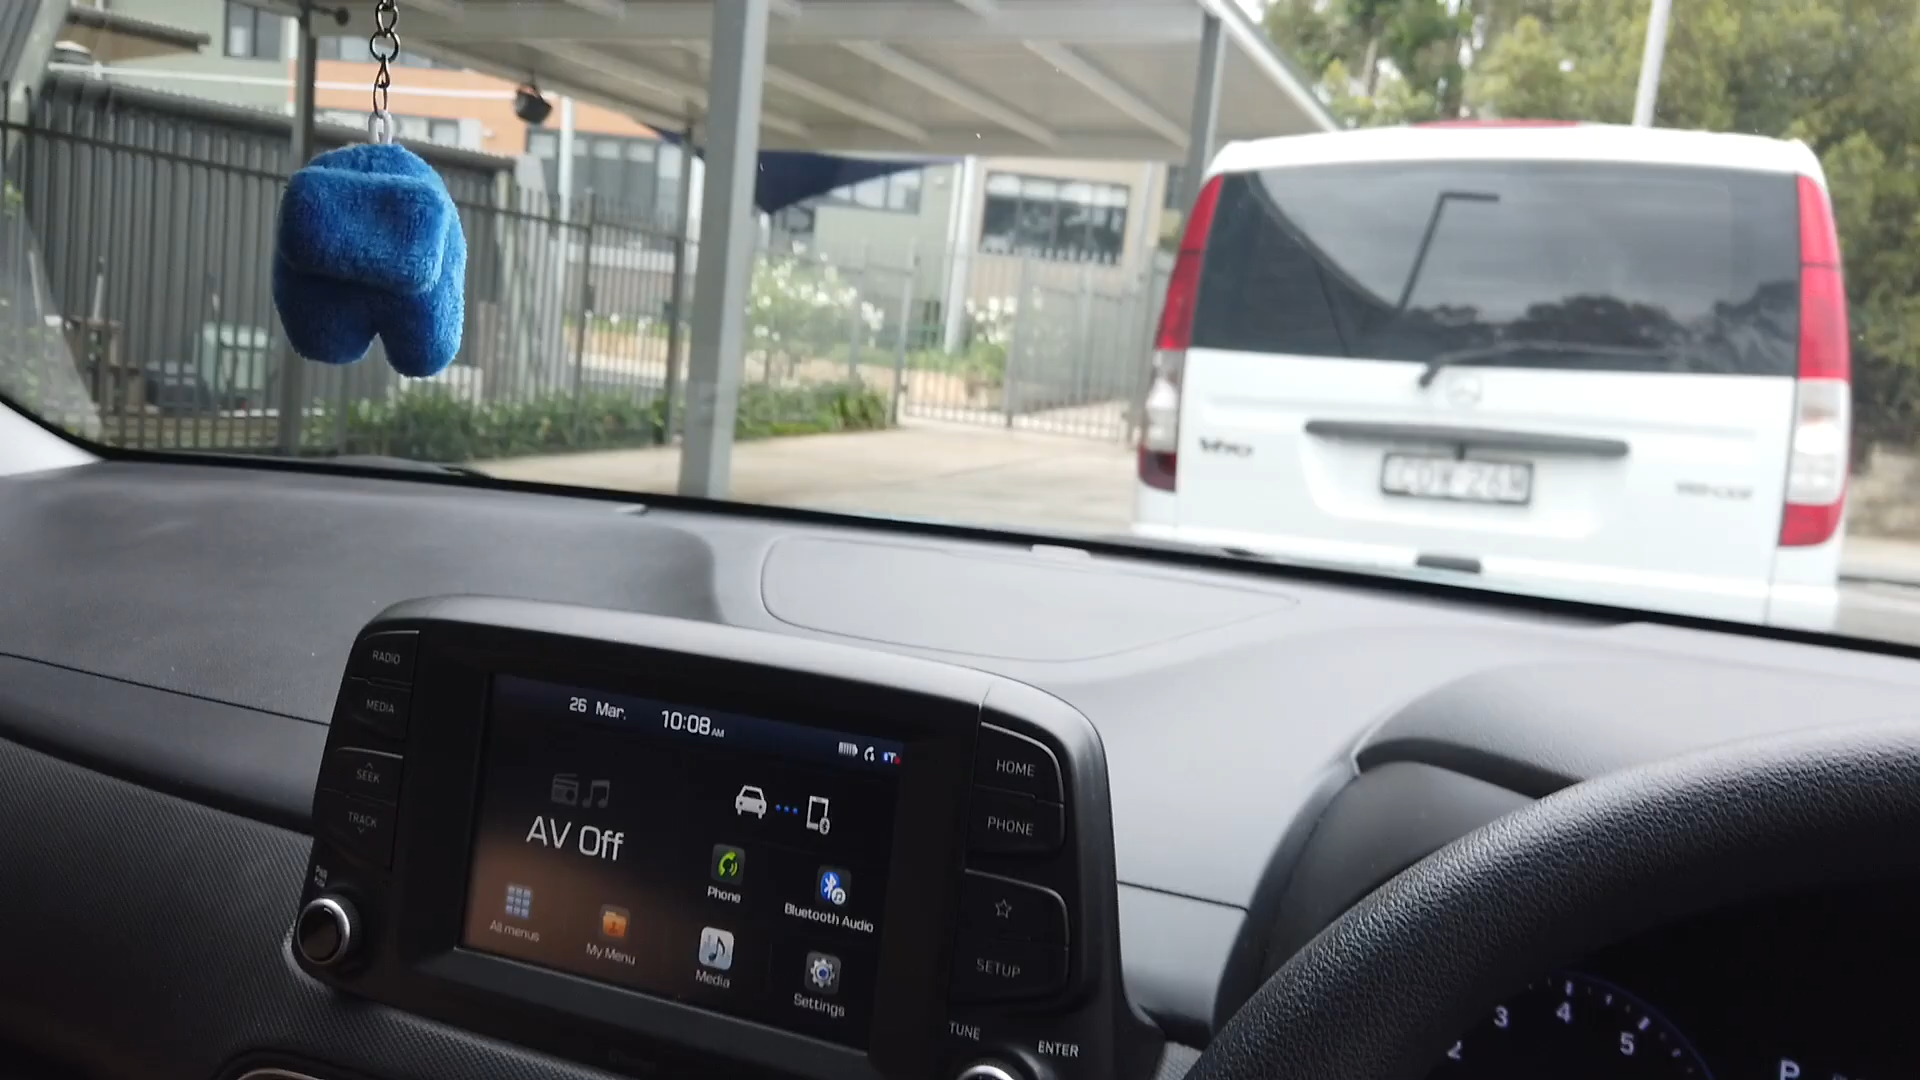 Vito
RADIO
MEDIA
SEEK
TRACK
26 Mar. 10:08 AM
AV Off
Phone
Bluetooth Audio
All menus
My Menu
Media
Settings
HOME
PHONE
SETUP
TUNE
ENTER
2 3 4 5
P